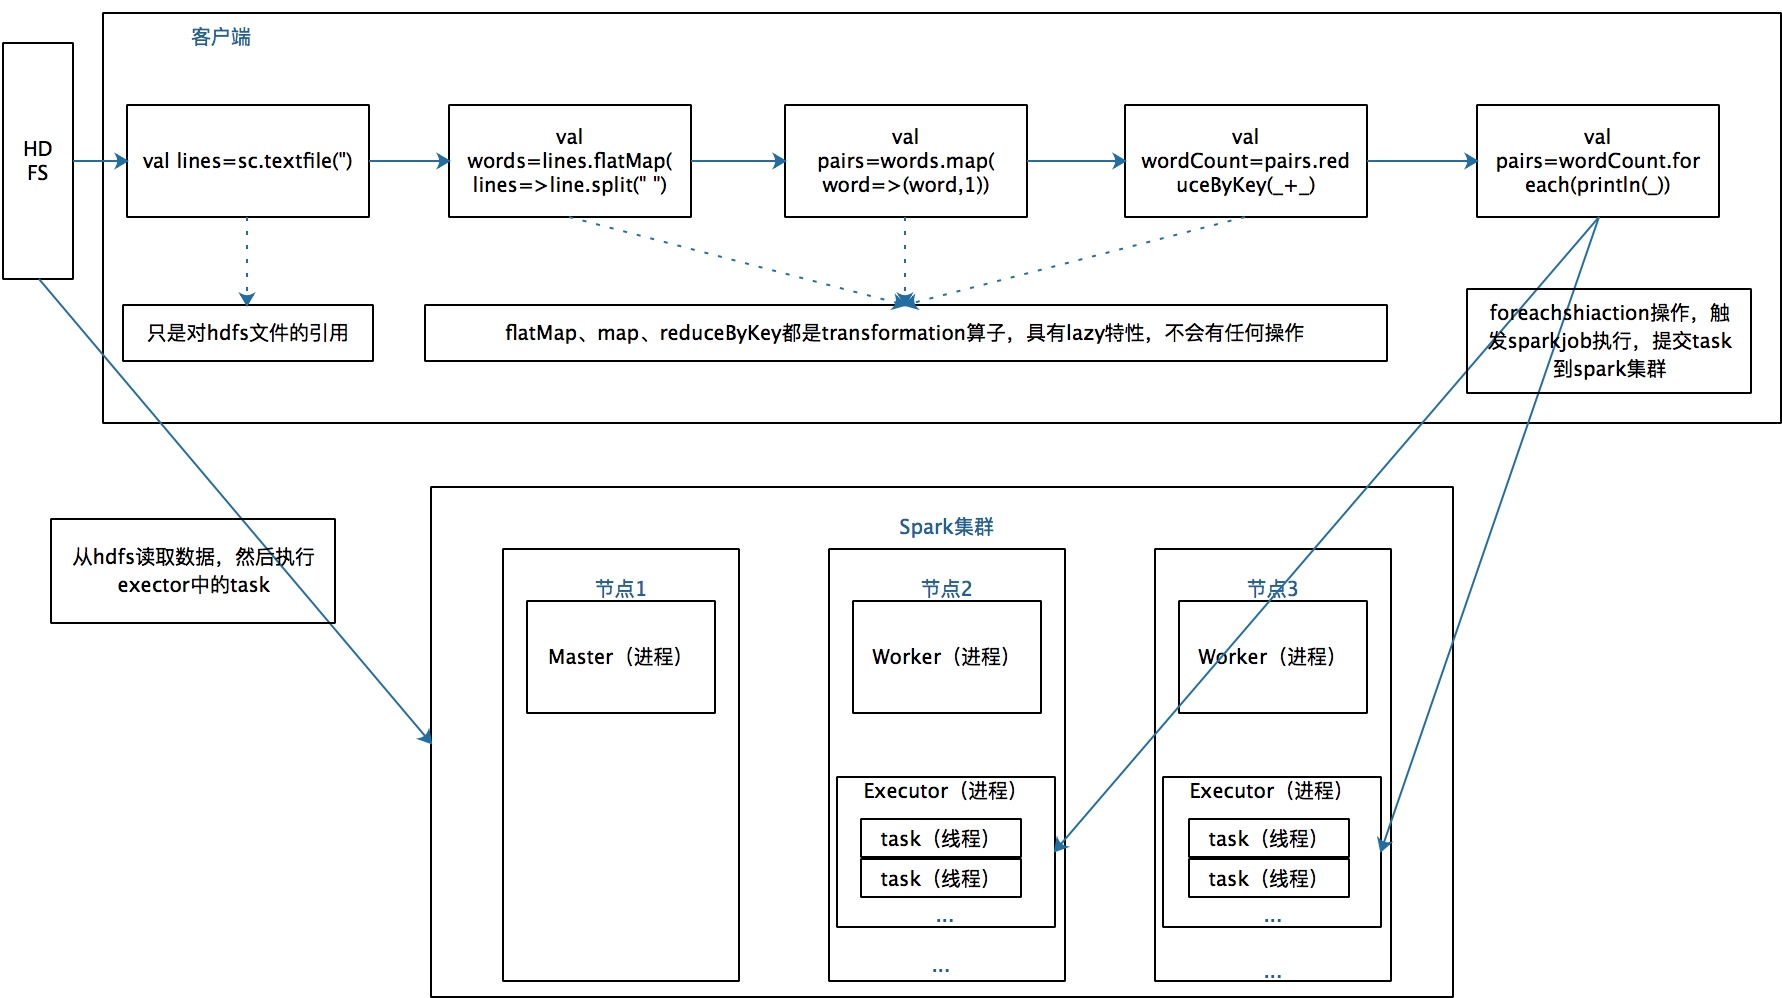 客户端
HD
FS
val lines=sc.textfile('')
val
words=lines.flatMap(
lines=>line.split(" ")
val
pairs=words.map(
word=>(word,1))
val
wordCount=pairs.red
uceByKey(_+_)
val
pairs=wordCount.for
each(println(_))
只是对hdfs文件的引用
flatMap、map、reduceByKey都是transformation算子，具有lazy特性，不会有任何操作
foreachshiaction操作，触
发sparkjob执行，提交task
到spark集群
从hdfs读取数据，然后执行
exector中的task
Spark集群
节点1
Master（进程）
节点2
Worker（进程）
Executor（进程）
task（线程）
task（线程）
...
...
节点3
Worker（进程）
Executor（进程）
task（线程）
task（线程）
...
...